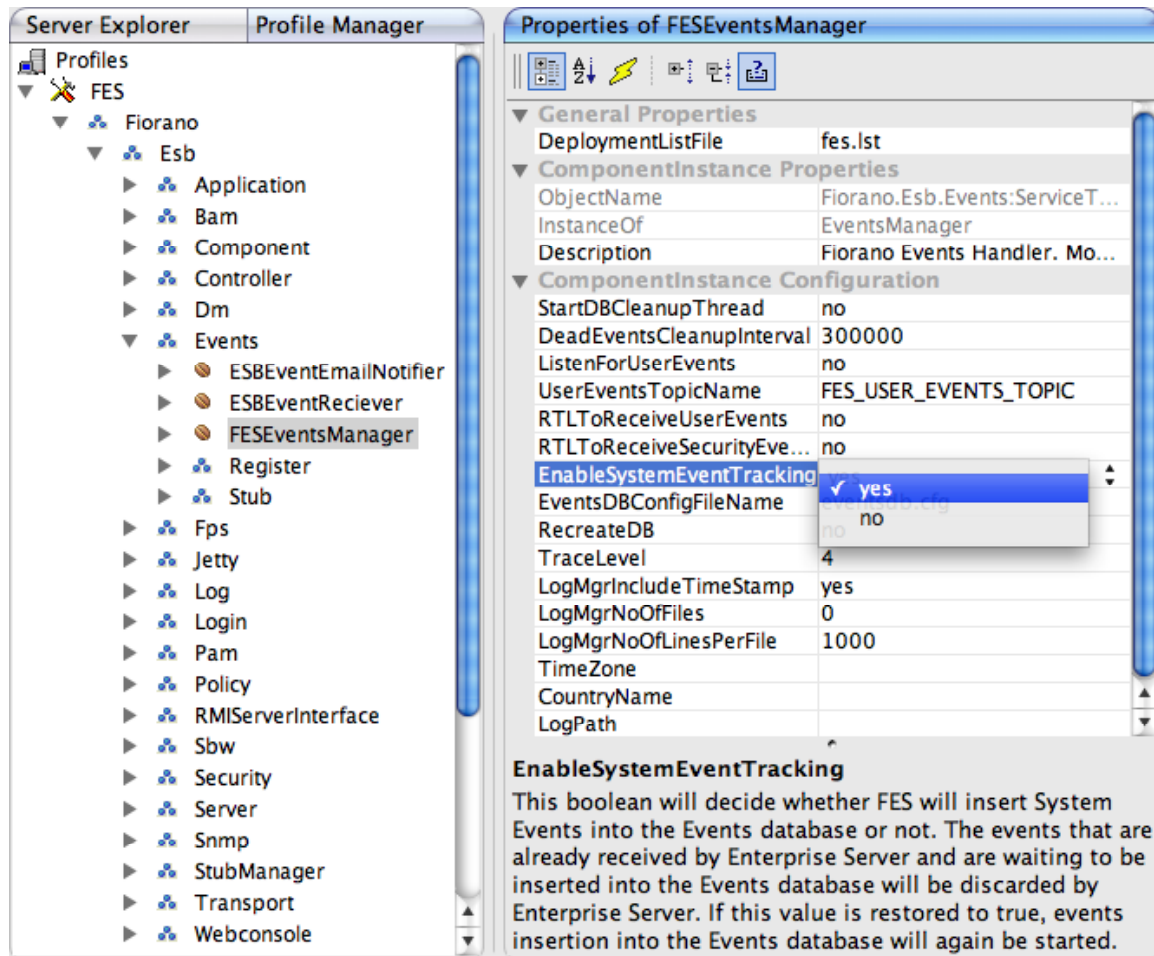 Server Explorer
Profile Manager
Profiles
FES
Fiorano
Esb
Application
Bam
Component
Controller
Dm
Events
ESBEventEmailNotifier
ESBEventReciever
FESEventsManager
Register
Stub
Fps
Jetty
Log
Login
Pam
Policy
RMIServerInterface
Sbw
Security
Server
Snmp
StubManager
Transport
Webconsole
Properties of FESEventsManager
General Properties
DeploymentListFile fes.lst
ComponentInstance Properties
ObjectName Fiorano.Esb.Events:ServiceT...
InstanceOf EventsManager
Description Fiorano Events Handler. Mo...
ComponentInstance Configuration
StartDBCleanupThread no
DeadEventsCleanupInterval 300000
ListenForUserEvents no
UserEventsTopicName FES_USER_EVENTS_TOPIC
RTLToReceiveUserEvents no
RTLToReceiveSecurityEve... no
EnableSystemEventTracking yes
✓ yes
no
EventsDBConfigFileName eventsdb.cfg
RecreateDB no
TraceLevel 4
LogMgrIncludeTimeStamp yes
LogMgrNoOfFiles 0
LogMgrNoOfLinesPerFile 1000
TimeZone
CountryName
LogPath
EnableSystemEventTracking
This boolean will decide whether FES will insert System
Events into the Events database or not. The events that are
already received by Enterprise Server and are waiting to be
inserted into the Events database will be discarded by
Enterprise Server. If this value is restored to true, events
insertion into the Events database will again be started.